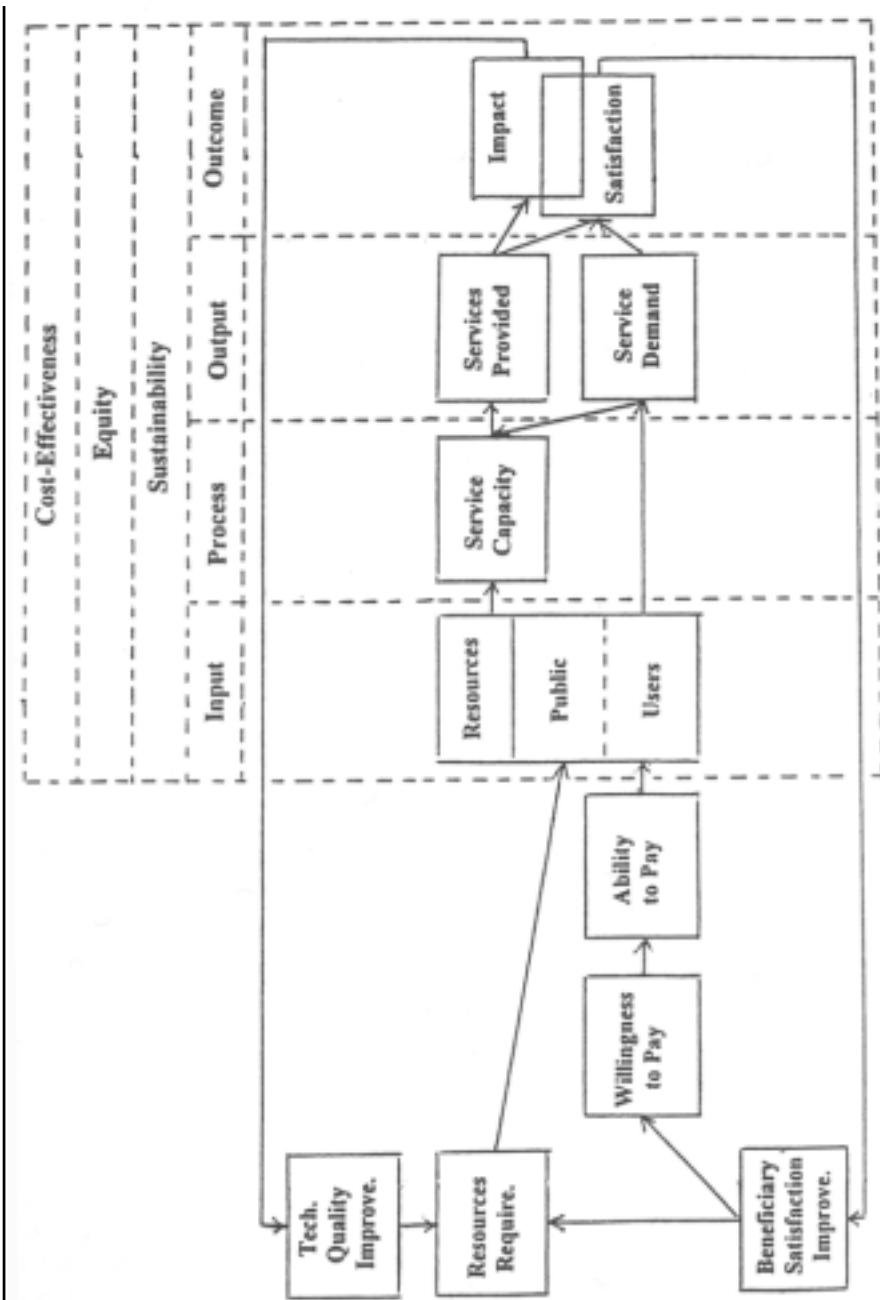 Cost-Effectiveness
Equity
Sustainability
Input
Process
Output
Outcome
Tech.
Quality
Improve.
Resources
Require.
Beneficiary
Satisfaction
Improve.
Willingness
to Pay
Ability
to Pay
Resources
Public
Users
Service
Capacity
Services
Provided
Service
Demand
Impact
Satisfaction